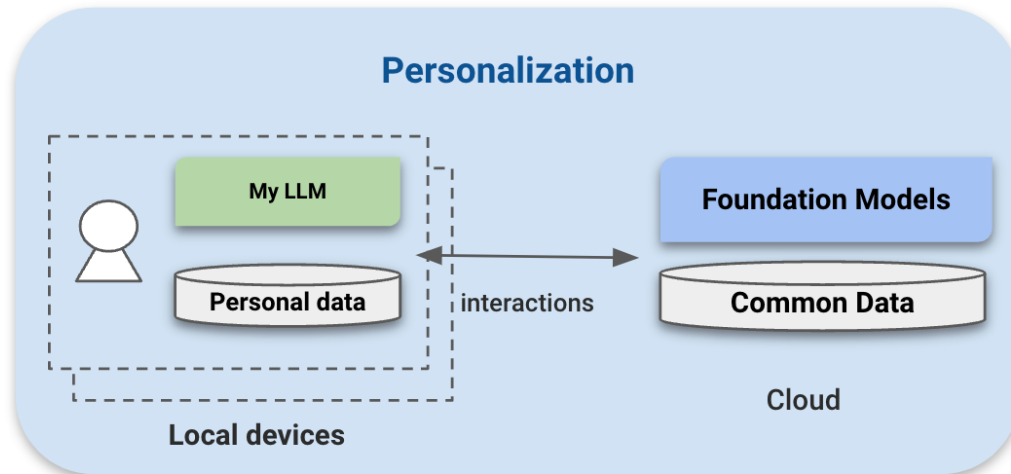 Personalization
My LLM
Foundation Models
Personal data
interactions
Common Data
Cloud
Local devices